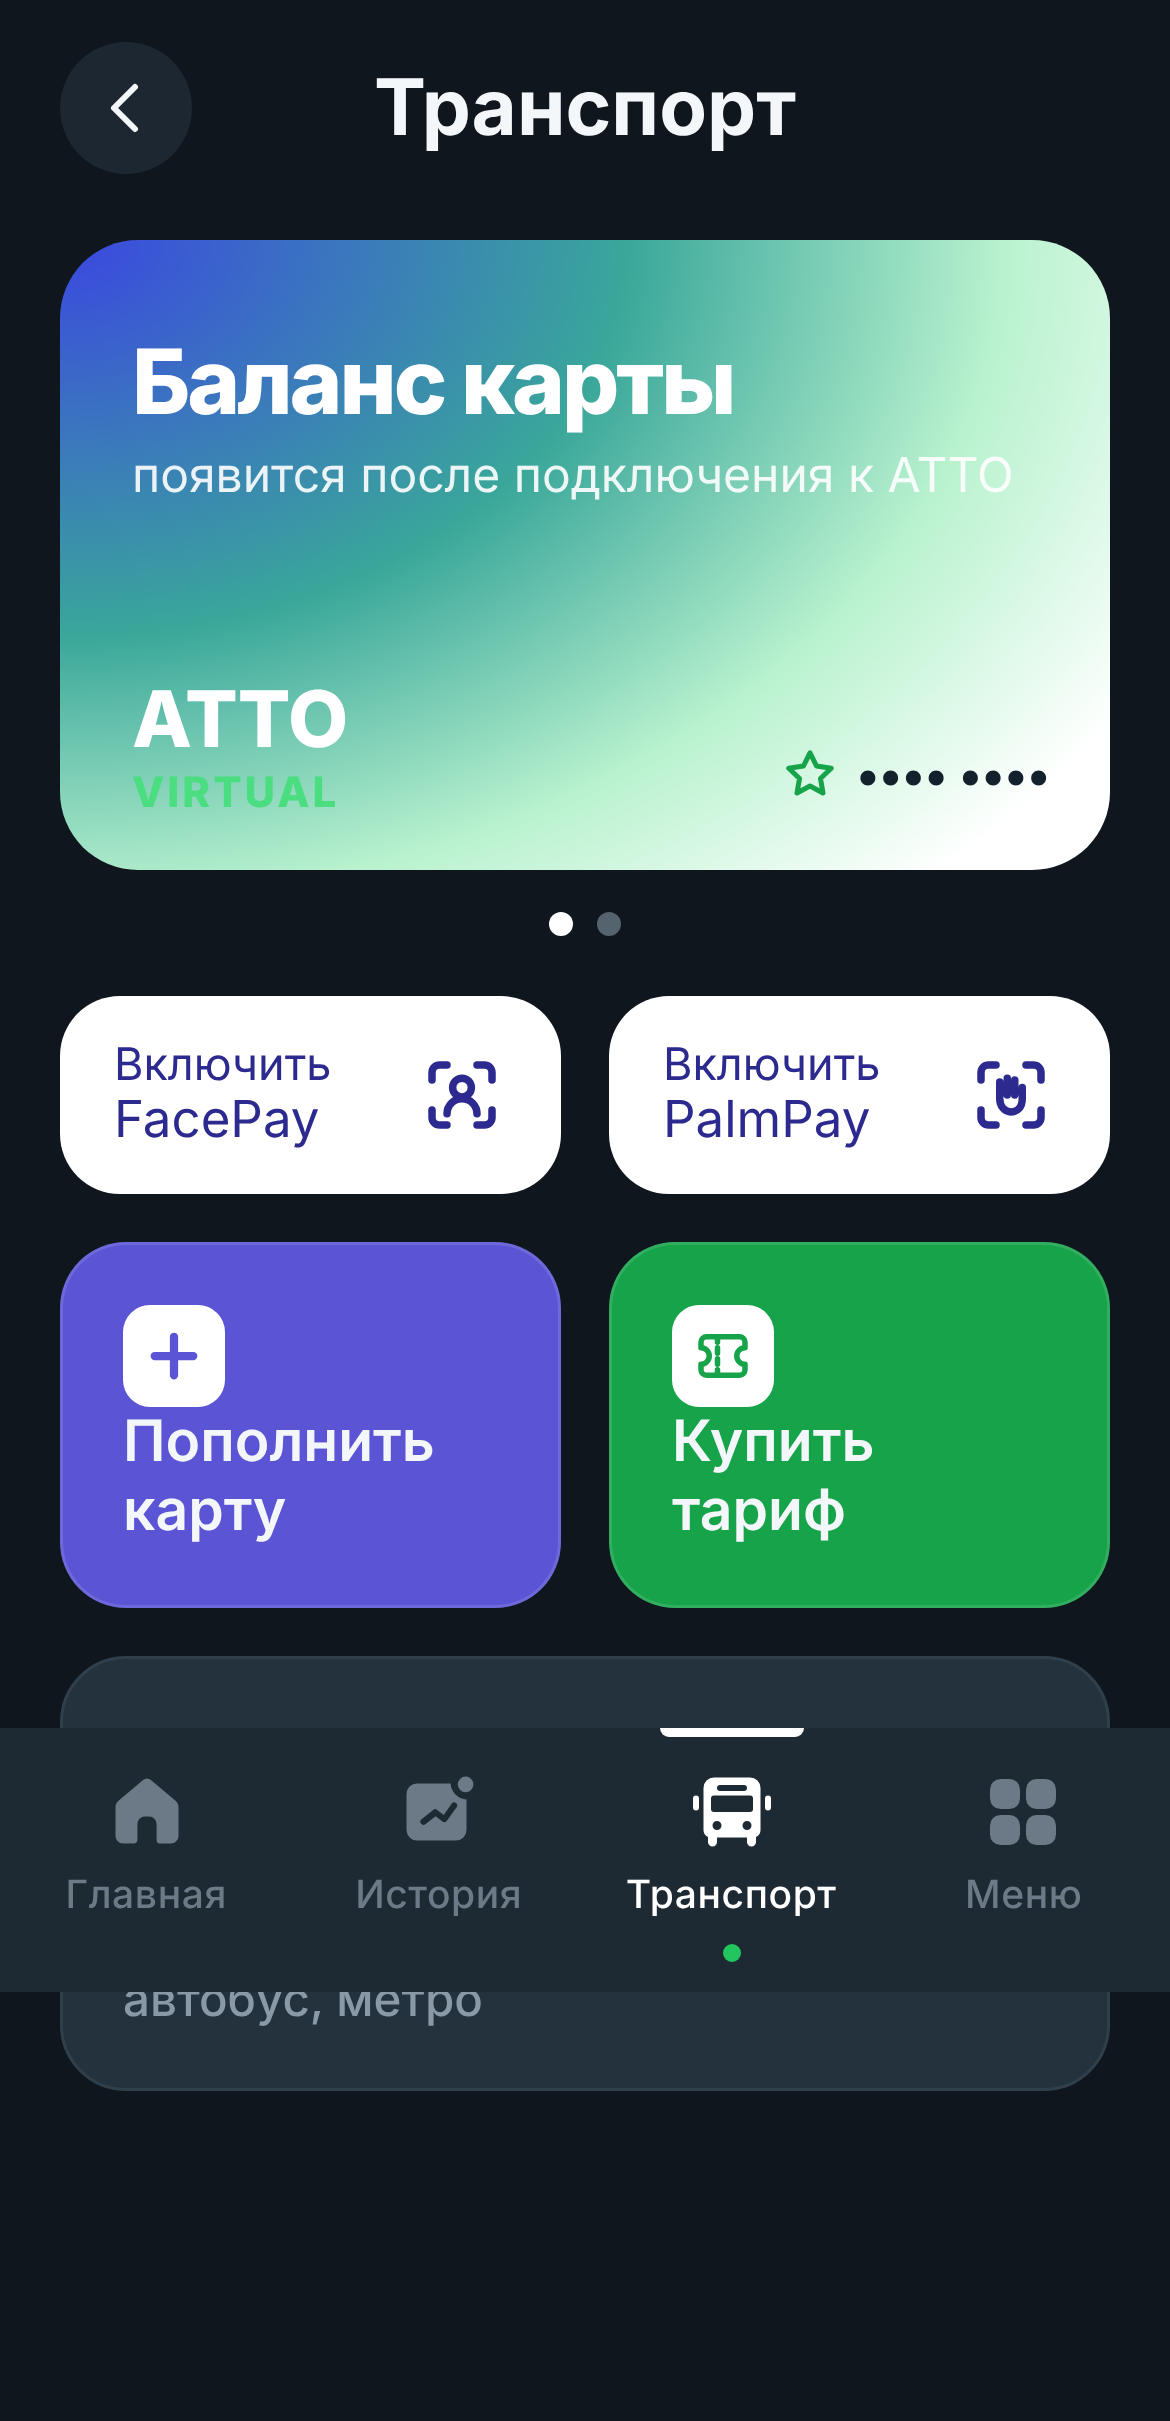 Транспорт
Баланс карты
появится после подключения к АТТО
АТТО
VIRTUAL
•••• ••••
Включить
FacePay
Включить
PalmPay
Пополнить
карту
Купить
тариф
Главная
История
Транспорт
Меню
автобус, метро